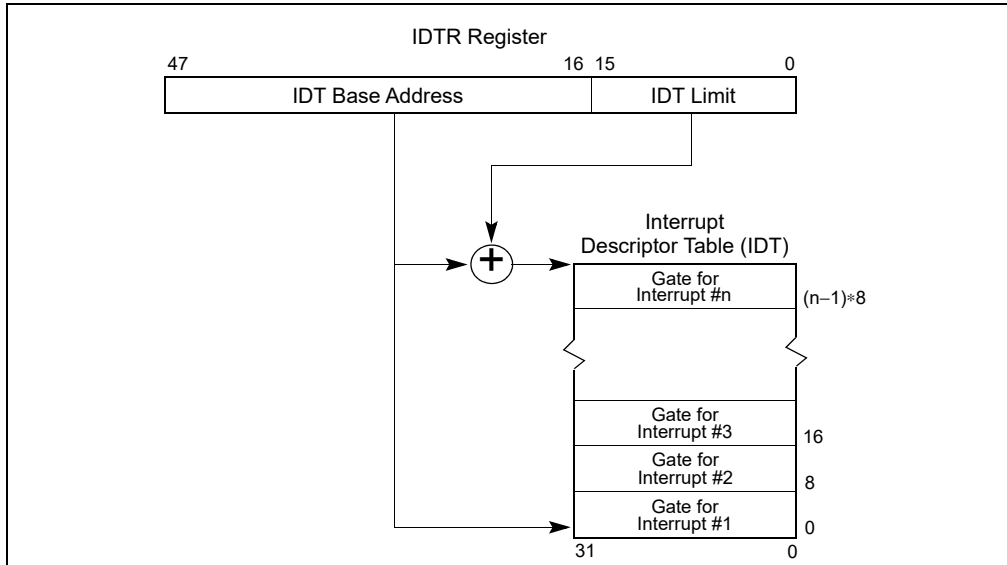 IDTR Register
47 16 15 0
IDT Base Address IDT Limit
+
Interrupt
Descriptor Table (IDT)
Gate for
Interrupt #n
(n−1)∗8
Gate for
Interrupt #3
16
Gate for
Interrupt #2
8
Gate for
Interrupt #1
0
31 0